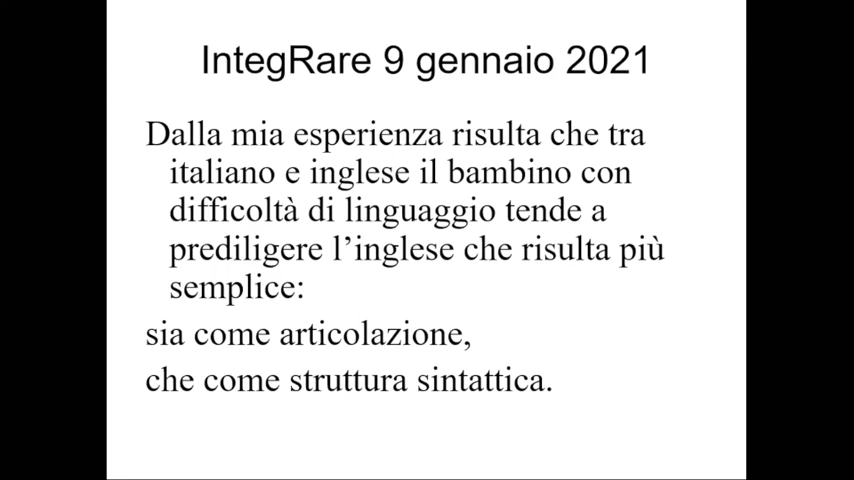 IntegRare 9 gennaio 2021
Dalla mia esperienza risulta che tra
italiano e inglese il bambino con
difficoltà di linguaggio tende a
prediligere l’inglese che risulta più
semplice:
sia come articolazione,
che come struttura sintattica.